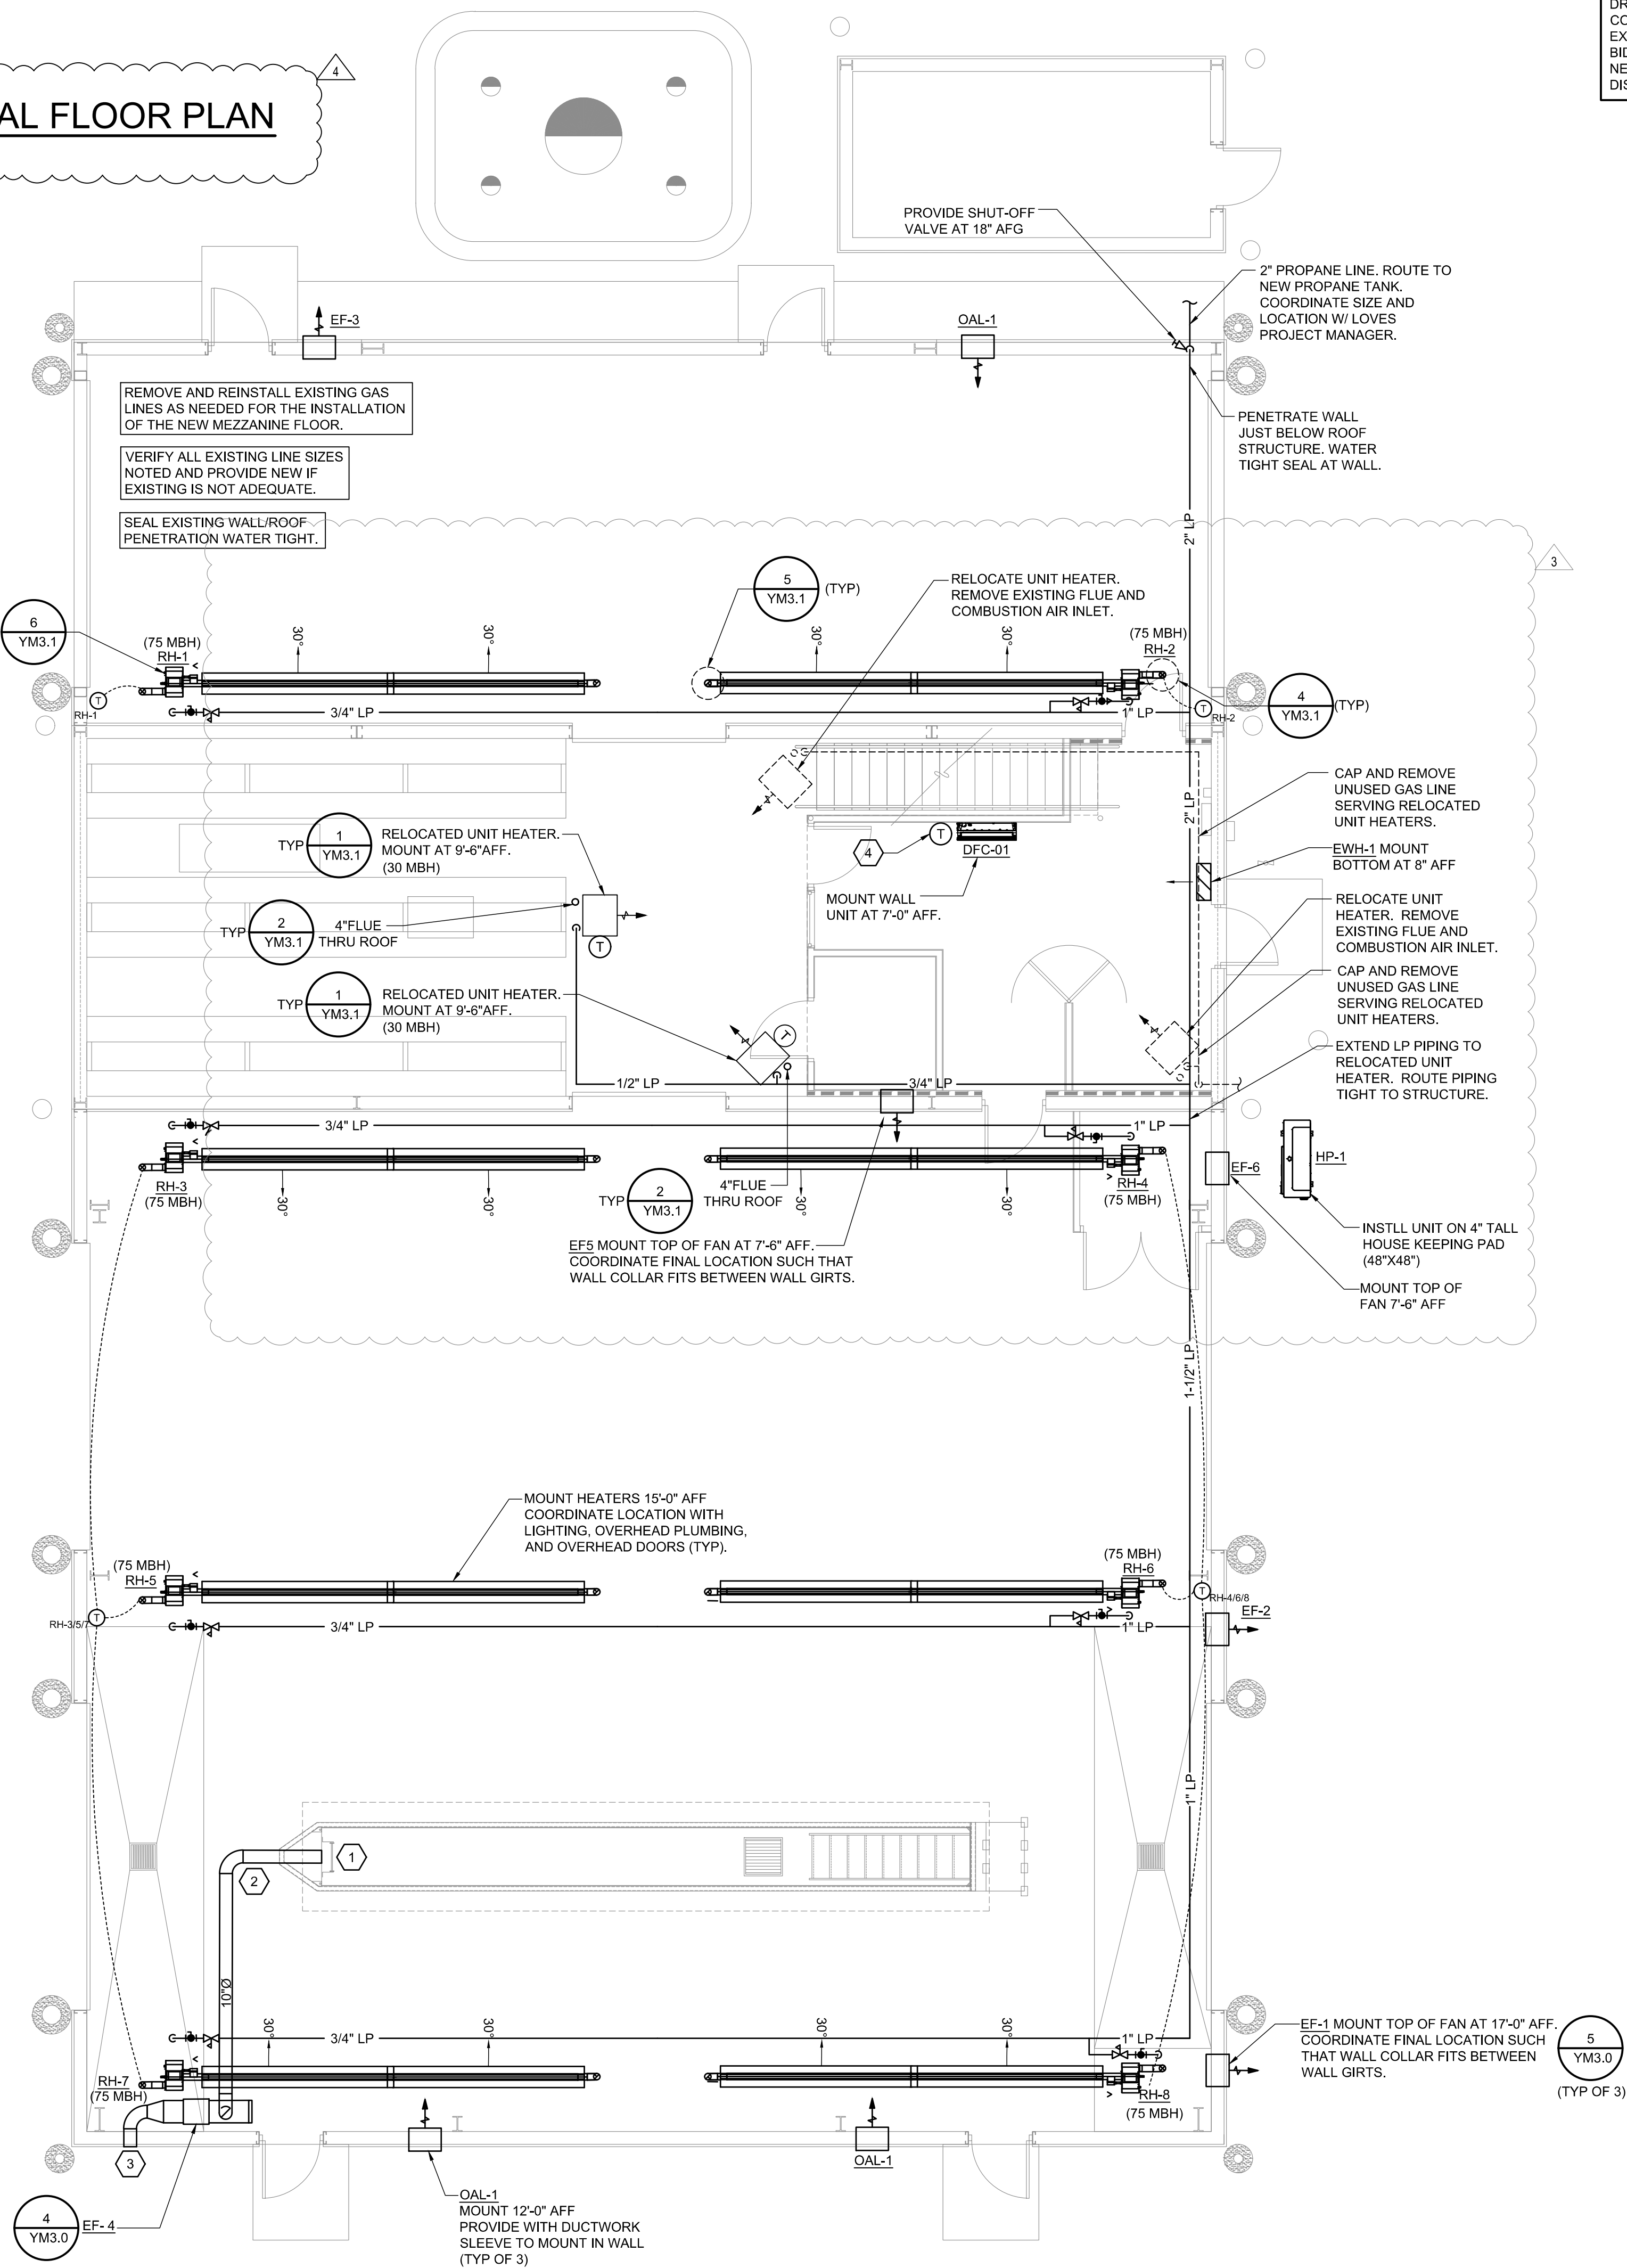 DR
CO
EX
BID
NE
DIS
4
AL FLOOR PLAN
PROVIDE SHUT-OFF
VALVE AT 18" AFG
2" PROPANE LINE. ROUTE TO
NEW PROPANE TANK.
COORDINATE SIZE AND
LOCATION W/ LOVES
PROJECT MANAGER.
EF-3
OAL-1
REMOVE AND REINSTALL EXISTING GAS
LINES AS NEEDED FOR THE INSTALLATION
OF THE NEW MEZZANINE FLOOR.
PENETRATE WALL
JUST BELOW ROOF
STRUCTURE. WATER
TIGHT SEAL AT WALL.
VERIFY ALL EXISTING LINE SIZES
NOTED AND PROVIDE NEW IF
EXISTING IS NOT ADEQUATE.
SEAL EXISTING WALL/ROOF
PENETRATION WATER TIGHT.
2" LP
3
5
YM3.1
(TYP)
RELOCATE UNIT HEATER.
REMOVE EXISTING FLUE AND
COMBUSTION AIR INLET.
6
YM3.1
(75 MBH)
RH-1
30°
30°
30°
30°
(75 MBH)
RH-2
T
RH-1
3/4" LP
1" LP
T
RH-2
4
YM3.1
(TYP)
CAP AND REMOVE
UNUSED GAS LINE
SERVING RELOCATED
UNIT HEATERS.
2" LP
TYP
1
YM3.1
RELOCATED UNIT HEATER.
MOUNT AT 9'-6"AFF.
(30 MBH)
4
T
DFC-01
EWH-1 MOUNT
BOTTOM AT 8" AFF
MOUNT WALL
UNIT AT 7'-0" AFF.
RELOCATE UNIT
HEATER. REMOVE
EXISTING FLUE AND
COMBUSTION AIR INLET.
TYP
2
YM3.1
4"FLUE
THRU ROOF
T
TYP
1
YM3.1
RELOCATED UNIT HEATER.
MOUNT AT 9'-6"AFF.
(30 MBH)
T
CAP AND REMOVE
UNUSED GAS LINE
SERVING RELOCATED
UNIT HEATERS.
EXTEND LP PIPING TO
RELOCATED UNIT
HEATER. ROUTE PIPING
TIGHT TO STRUCTURE.
1/2" LP
3/4" LP
3/4" LP
1" LP
RH-3
(75 MBH)
30°
30°
30°
30°
RH-4
(75 MBH)
EF-6
HP-1
TYP
2
YM3.1
4"FLUE
THRU ROOF
EF5 MOUNT TOP OF FAN AT 7'-6" AFF.
COORDINATE FINAL LOCATION SUCH THAT
WALL COLLAR FITS BETWEEN WALL GIRTS.
INSTLL UNIT ON 4" TALL
HOUSE KEEPING PAD
(48"X48")
MOUNT TOP OF
FAN 7'-6" AFF
1-1/2" LP
MOUNT HEATERS 15'-0" AFF
COORDINATE LOCATION WITH
LIGHTING, OVERHEAD PLUMBING,
AND OVERHEAD DOORS (TYP).
(75 MBH)
RH-5
(75 MBH)
RH-6
T
RH-3/5/7
T
RH-4/6/8
EF-2
3/4" LP
1" LP
1" LP
1
2
10"Ø
30°
30°
30°
30°
3/4" LP
1" LP
RH-7
(75 MBH)
RH-8
(75 MBH)
EF-1 MOUNT TOP OF FAN AT 17'-0" AFF.
COORDINATE FINAL LOCATION SUCH
THAT WALL COLLAR FITS BETWEEN
WALL GIRTS.
5
YM3.0
(TYP OF 3)
3
OAL-1
4
YM3.0
EF- 4
OAL-1
MOUNT 12'-0" AFF
PROVIDE WITH DUCTWORK
SLEEVE TO MOUNT IN WALL
(TYP OF 3)